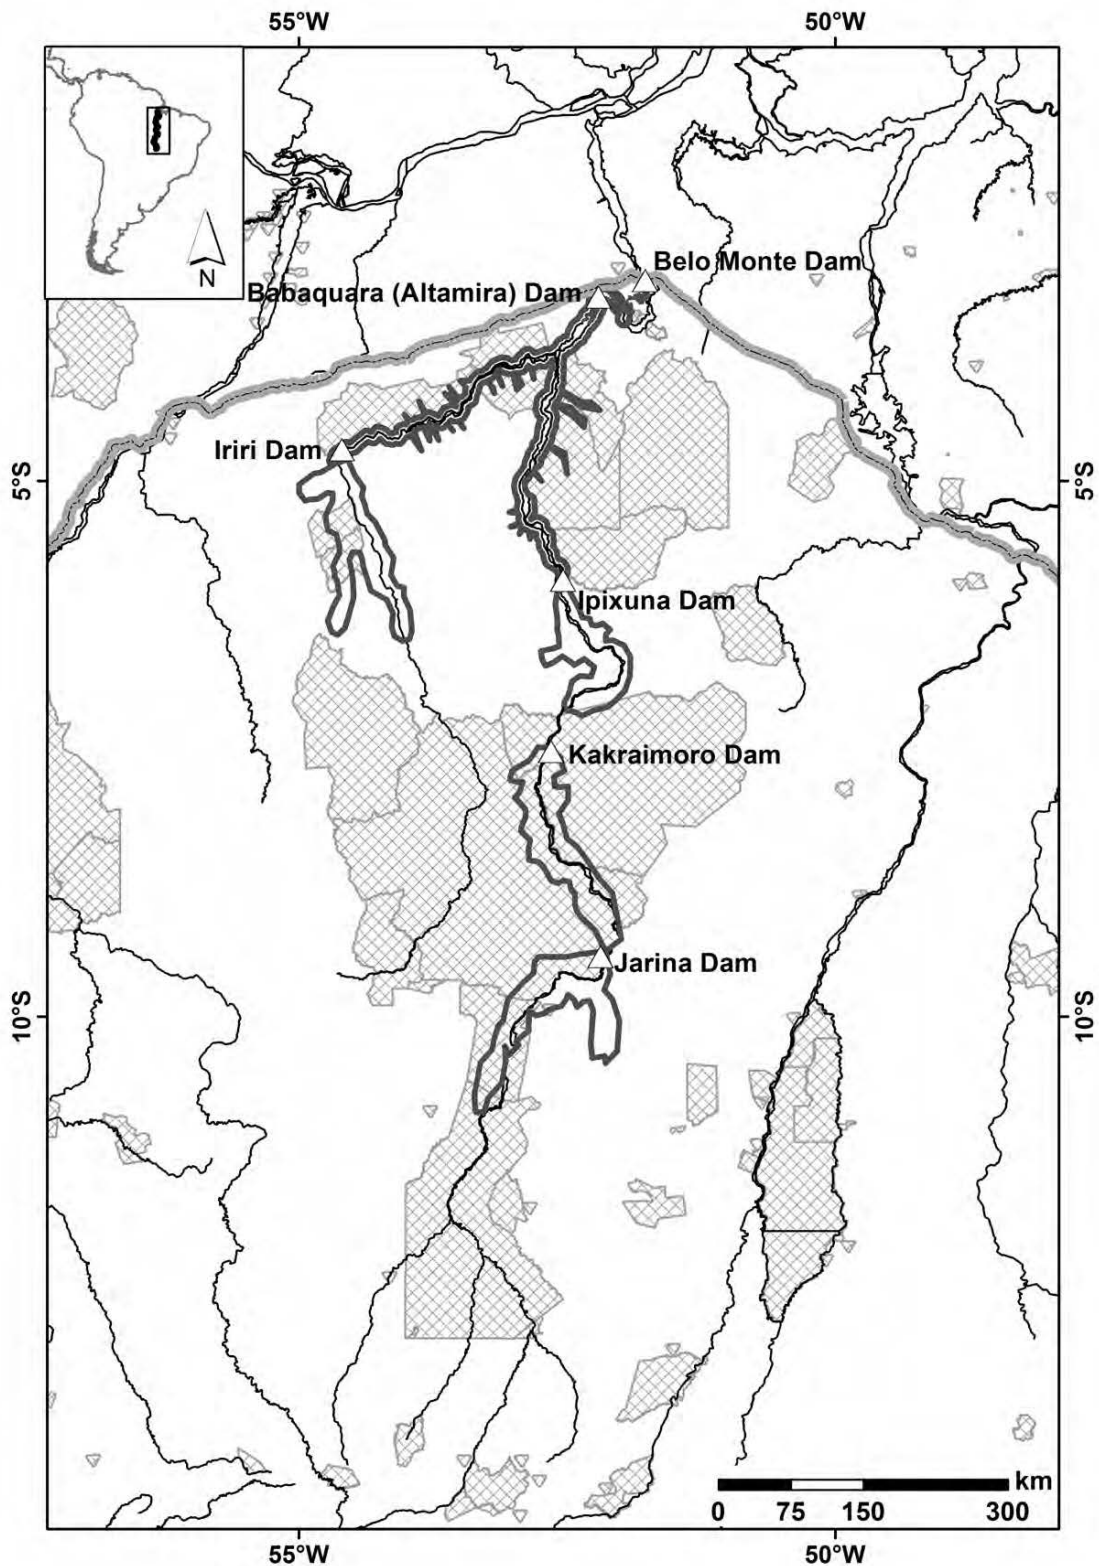 55°W
50°W
N
Belo Monte Dam
Babaquara (Altamira) Dam
Iriri Dam
5°S
5°S
Ipixuna Dam
Kakraimoro Dam
Jarina Dam
10°S
10°S
km
0 75 150 300
55°W
50°W